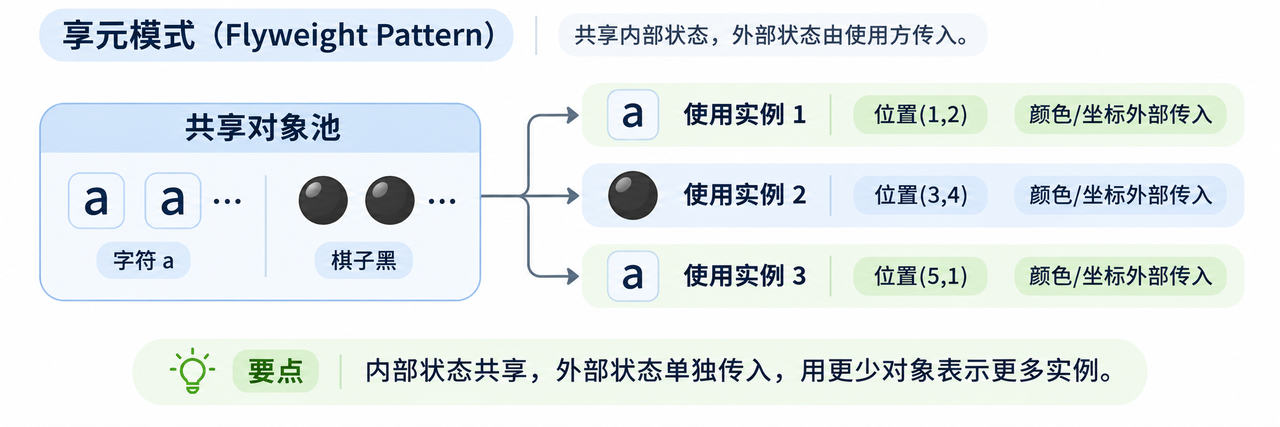 享元模式（Flyweight Pattern）
共享内部状态，外部状态由使用方传入。
共享对象池
a a ...
字符 a
...
棋子黑
a 使用实例 1 位置(1,2) 颜色/坐标外部传入
使用实例 2 位置(3,4) 颜色/坐标外部传入
a 使用实例 3 位置(5,1) 颜色/坐标外部传入
要点 内部状态共享，外部状态单独传入，用更少对象表示更多实例。